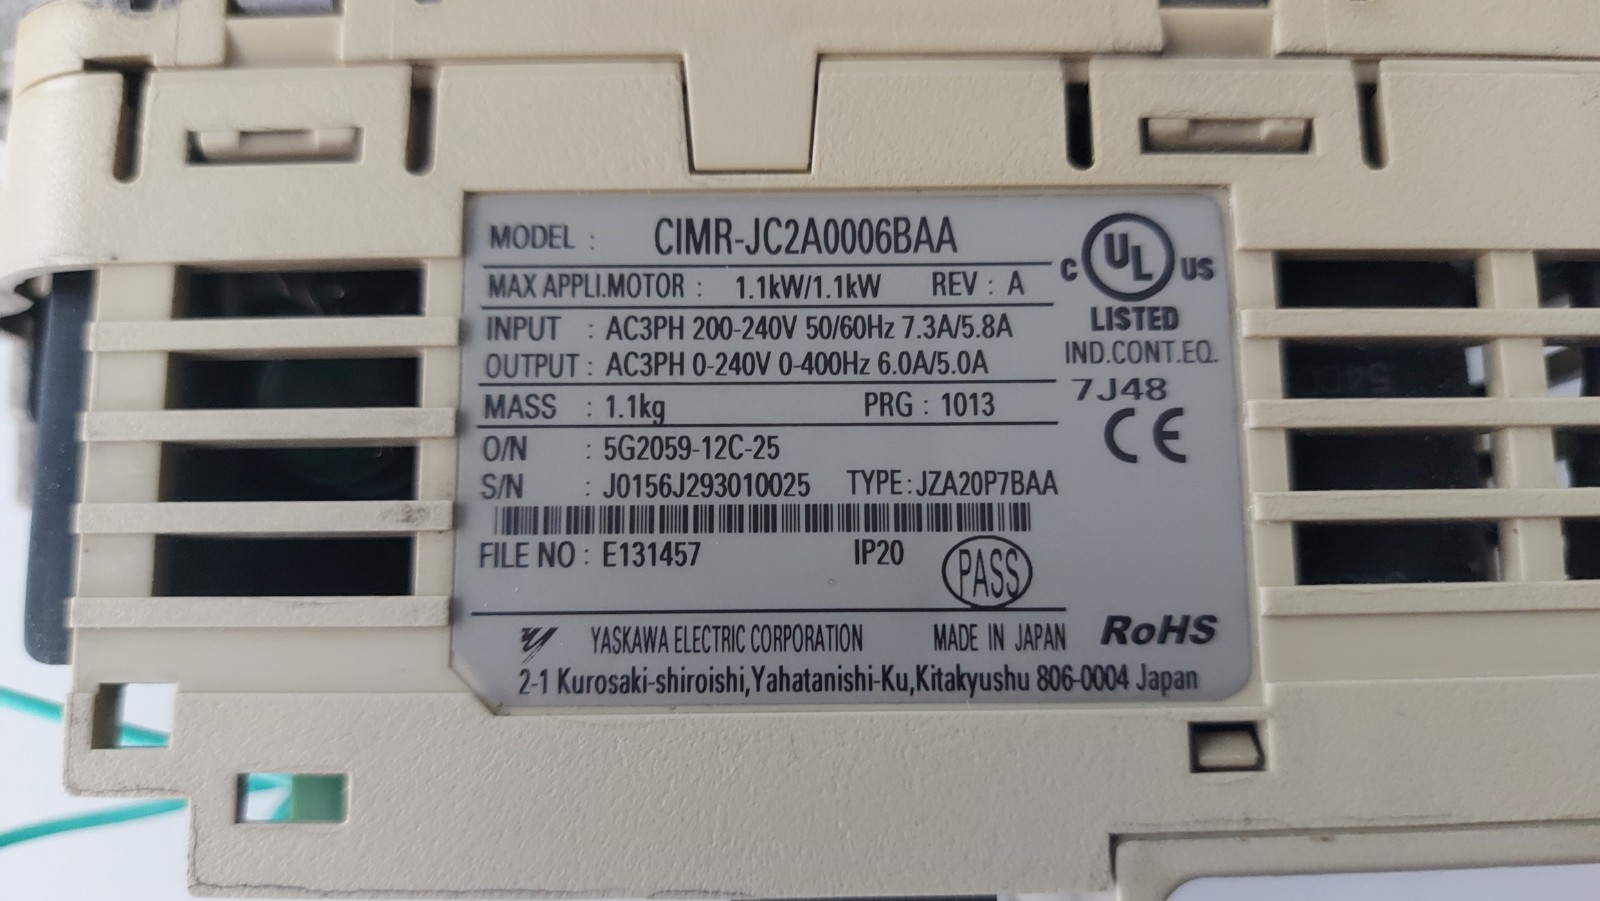 MODEL : CIMR-JC2A0006BAA
MAX APPLI.MOTOR : 1.1kW/1.1kW REV : A
INPUT : AC3PH 200-240V 50/60Hz 7.3A/5.8A
OUTPUT : AC3PH 0-240V 0-400Hz 6.0A/5.0A
MASS : 1.1kg PRG : 1013
O/N : 5G2059-12C-25
S/N : J0156J293010025 TYPE : JZA20P7BAA
FILE NO : E131457 IP20 PASS
C UL US
LISTED
IND.CONT.EQ.
7J48
CE
RoHS
YASKAWA ELECTRIC CORPORATION MADE IN JAPAN
2-1 Kurosaki-shiroishi,Yahatanishi-Ku,Kitakyushu 806-0004 Japan